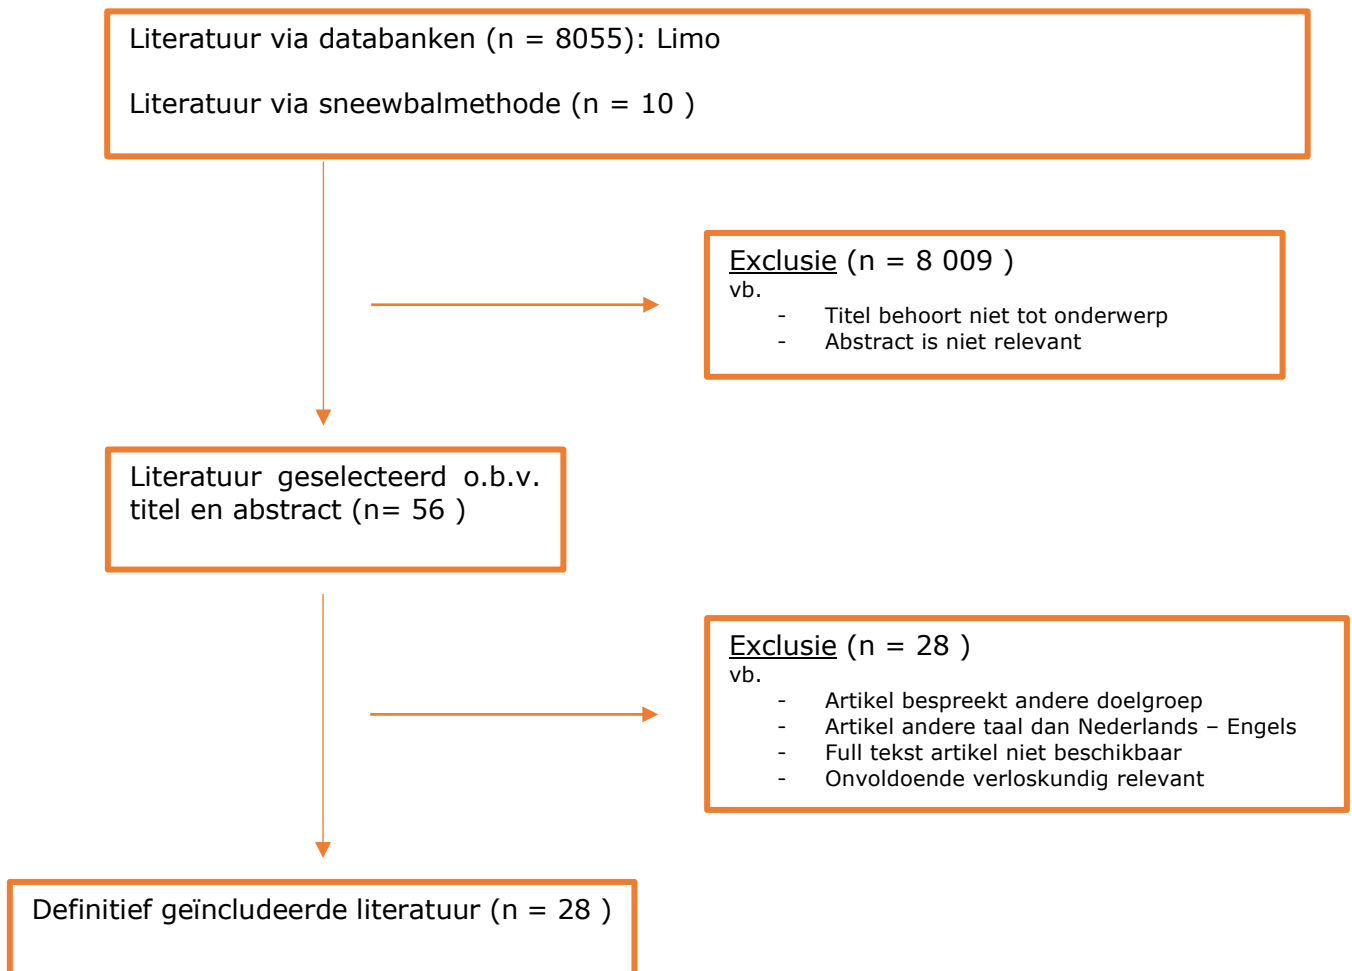 Literatuur via databanken (n = 8055): Limo
Literatuur via sneewbalmethode (n = 10 )
Exclusie (n = 8 009 )
vb.
- Titel behoort niet tot onderwerp
- Abstract is niet relevant
Literatuur geselecteerd o.b.v.
titel en abstract (n= 56 )
Exclusie (n = 28 )
vb.
- Artikel bespreekt andere doelgroep
- Artikel andere taal dan Nederlands – Engels
- Full tekst artikel niet beschikbaar
- Onvoldoende verloskundig relevant
Definitief geïncludeerde literatuur (n = 28 )